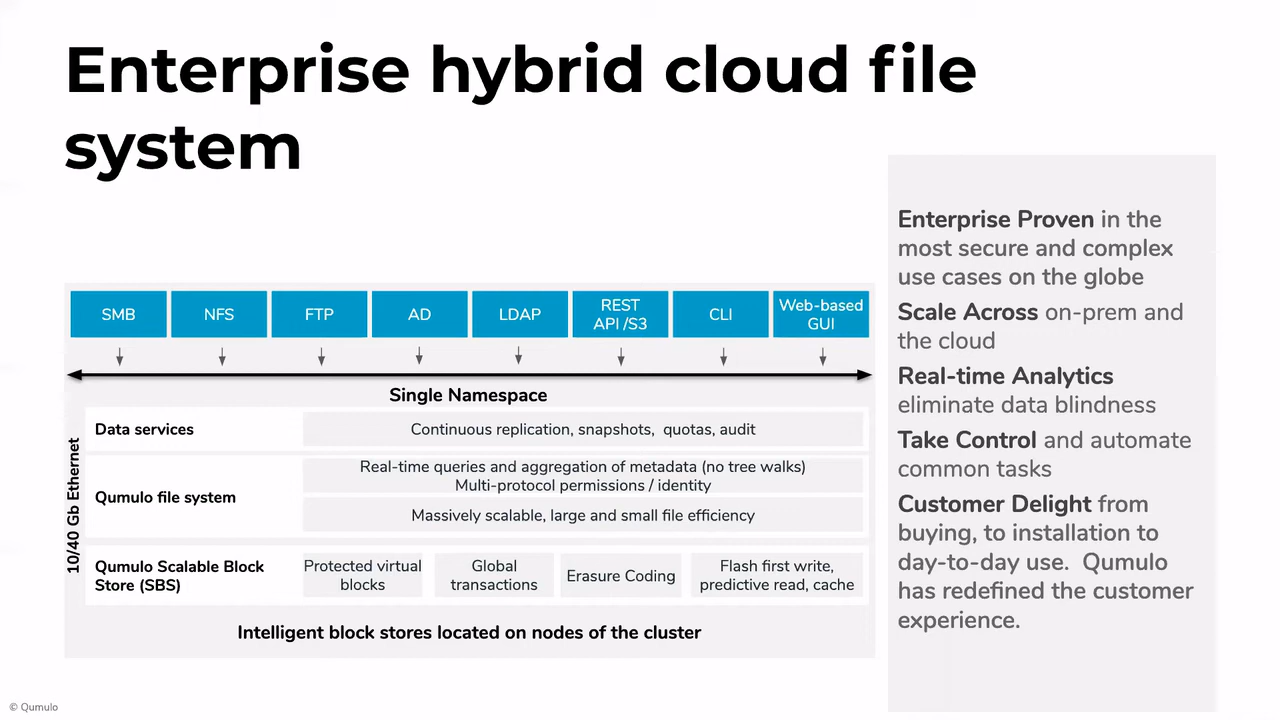 Enterprise hybrid cloud file
system
SMB
NFS
FTP
AD
LDAP
REST
API /S3
CLI
Web-based
GUI
Single Namespace
10/40 Gb Ethernet
Data services
Continuous replication, snapshots,  quotas, audit
Qumulo file system
Real-time queries and aggregation of metadata (no tree walks)
Multi-protocol permissions / identity
Massively scalable, large and small file efficiency
Qumulo Scalable Block
Store (SBS)
Protected virtual
blocks
Global
transactions
Erasure Coding
Flash first write,
predictive read, cache
Intelligent block stores located on nodes of the cluster
Enterprise Proven in the
most secure and complex
use cases on the globe
Scale Across on-prem and
the cloud
Real-time Analytics
eliminate data blindness
Take Control and automate
common tasks
Customer Delight from
buying, to installation to
day-to-day use.  Qumulo
has redefined the customer
experience.
© Qumulo